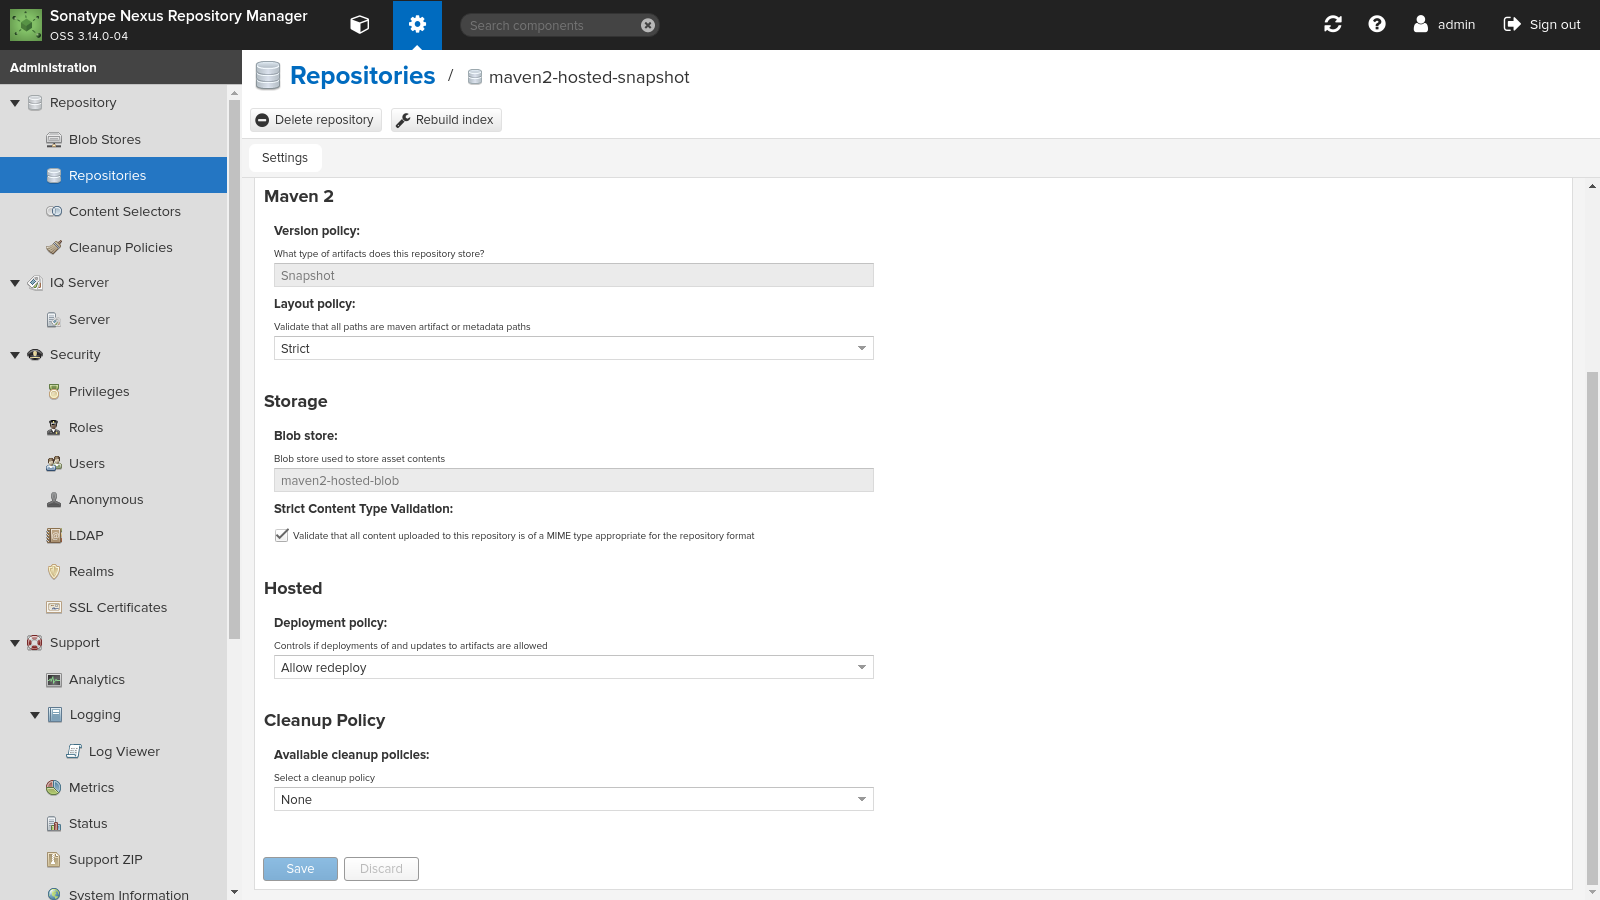 Sonatype Nexus Repository Manager
OSS 3.14.0-04
Search components
admin
Sign out
Administration
Repository
Blob Stores
Repositories
Content Selectors
Cleanup Policies
IQ Server
Server
Security
Privileges
Roles
Users
Anonymous
LDAP
Realms
SSL Certificates
Support
Analytics
Logging
Log Viewer
Metrics
Status
Support ZIP
System Information
Repositories / maven2-hosted-snapshot
Delete repository
Rebuild index
Settings
Maven 2
Version policy:
What type of artifacts does this repository store?
Snapshot
Layout policy:
Validate that all paths are maven artifact or metadata paths
Strict
Storage
Blob store:
Blob store used to store asset contents
maven2-hosted-blob
Strict Content Type Validation:
Validate that all content uploaded to this repository is of a MIME type appropriate for the repository format
Hosted
Deployment policy:
Controls if deployments of and updates to artifacts are allowed
Allow redeploy
Cleanup Policy
Available cleanup policies:
Select a cleanup policy
None
Save
Discard